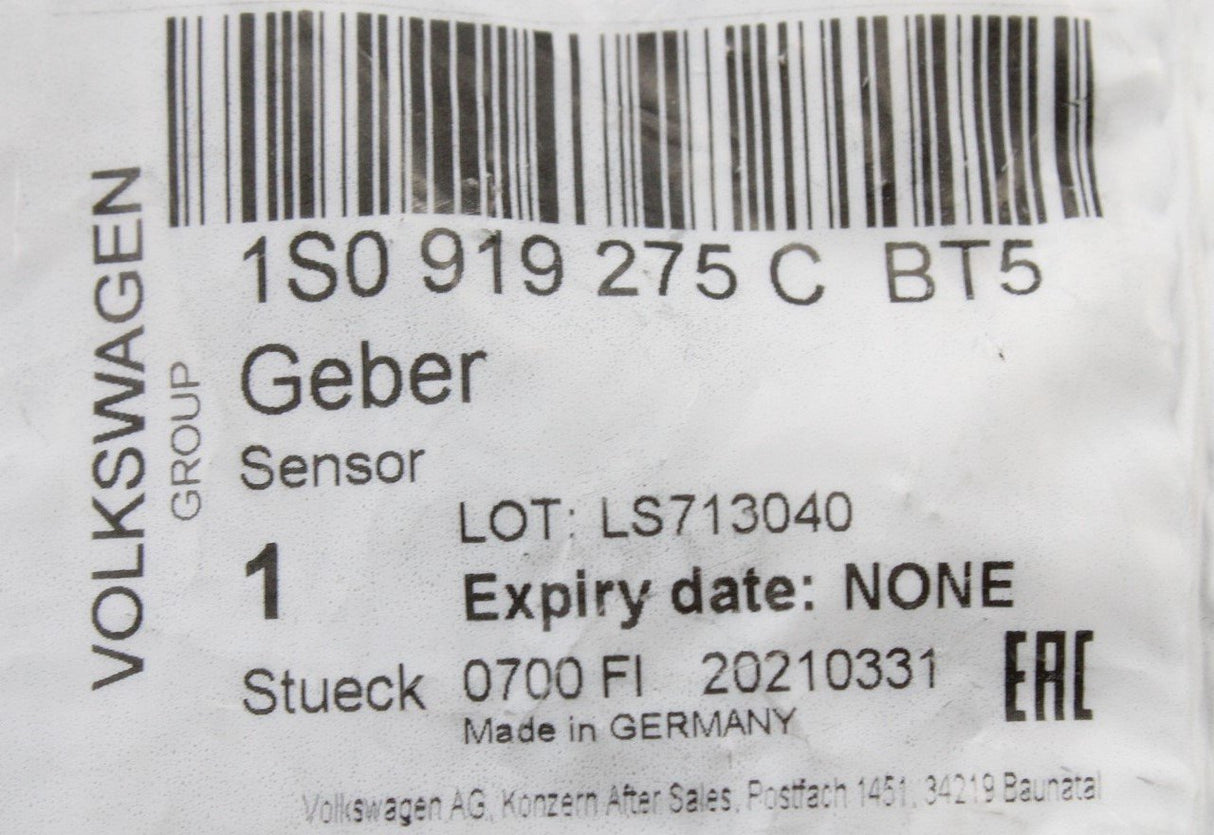 VOLKSWAGEN
GROUP
1S0 919 275 C BT5
Geber
Sensor
LOT: LS713040
1
Expiry date: NONE
Stueck
0700 FI 20210331
EAC
Made in GERMANY
Volkswagen AG, Konzern After Sales, Postfach 1451, 34219 Baunatal